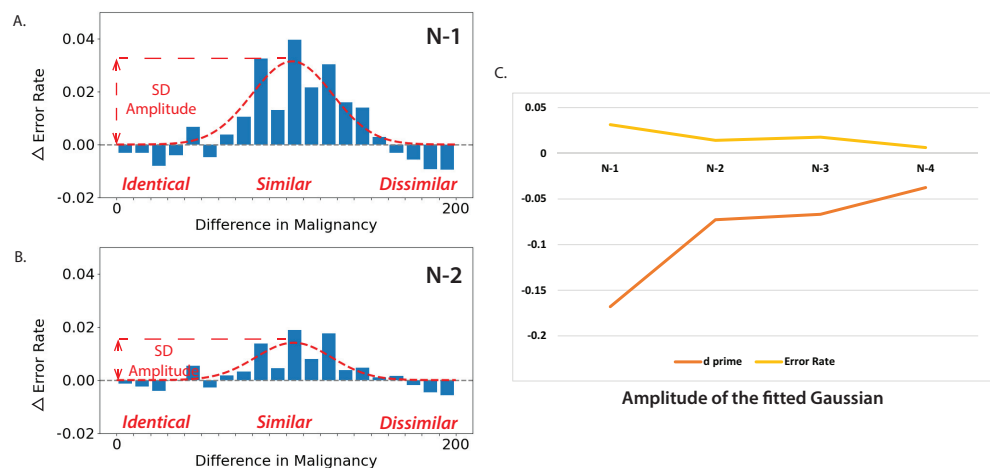 A.
N-1
0.04
0.02
0.00
-0.02
△ Error Rate
SD
Amplitude
Identical
Similar
Dissimilar
0
200
Difference in Malignancy
B.
N-2
0.04
0.02
0.00
-0.02
△ Error Rate
SD
Amplitude
Identical
Similar
Dissimilar
0
200
Difference in Malignancy
C.
0.05
0
-0.05
-0.1
-0.15
-0.2
N-1
N-2
N-3
N-4
d prime
Error Rate
Amplitude of the fitted Gaussian